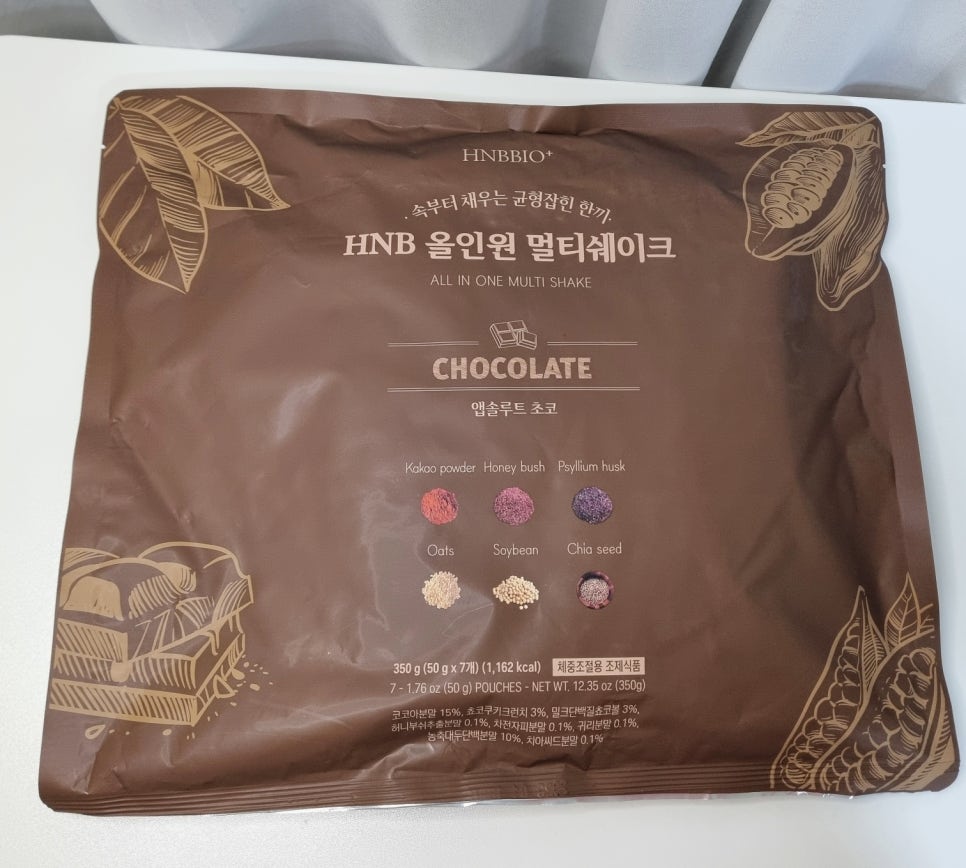 HNBBIO+
· 속부터 채우는 균형잡힌 한끼 ·
HNB 올인원 멀티쉐이크
ALL IN ONE MULTI SHAKE
CHOCOLATE
앱솔루트 초코
Kakao powder Honey bush Psyllium husk
Oats Soybean Chia seed
350 g (50 g x 7개) (1,162 kcal) 체중조절용 조제식품
7 - 1.76 oz (50 g) POUCHES - NET WT. 12.35 oz (350g)
코코아분말 15%, 쵸코쿠키크런치 3%, 밀크단백질쵸코볼 3%,
허니부쉬추출분말 0.1%, 차전자피분말 0.1%, 귀리분말 0.1%,
농축대두단백분말 10%, 치아씨드분말 0.1%